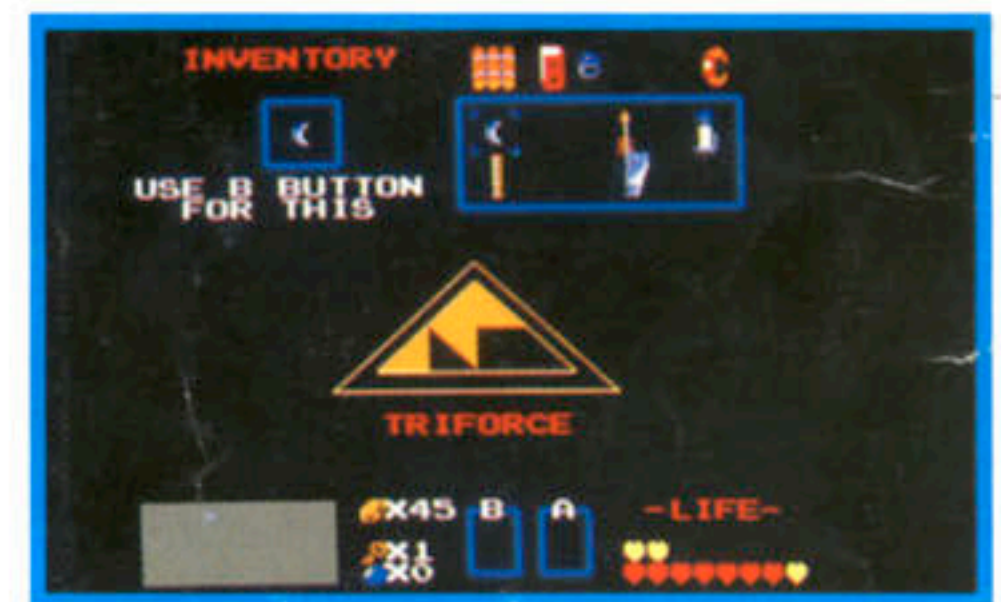 INVENTORY
USE B BUTTON
FOR THIS
TRIFORCE
X45
B
A
-LIFE-
X1
X0